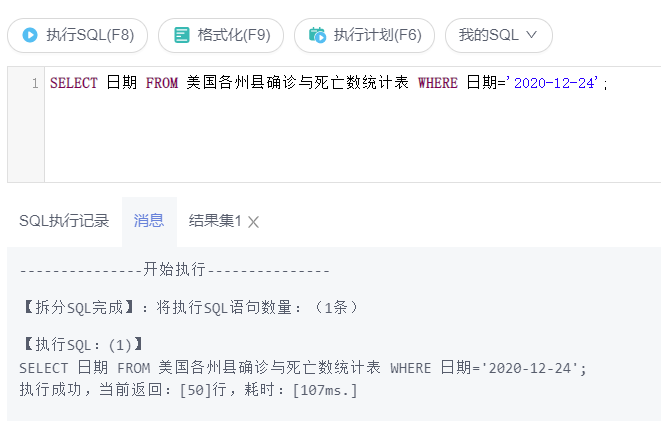 执行SQL(F8) 格式化(F9) 执行计划(F6) 我的SQL
1 SELECT 日期 FROM 美国各州县确诊与死亡数统计表 WHERE 日期='2020-12-24';
SQL执行记录 消息 结果集1 X
---------------开始执行---------------
【拆分SQL完成】：将执行SQL语句数量：（1条）
【执行SQL：(1)】
SELECT 日期 FROM 美国各州县确诊与死亡数统计表 WHERE 日期='2020-12-24';
执行成功，当前返回：[50]行，耗时：[107ms.]